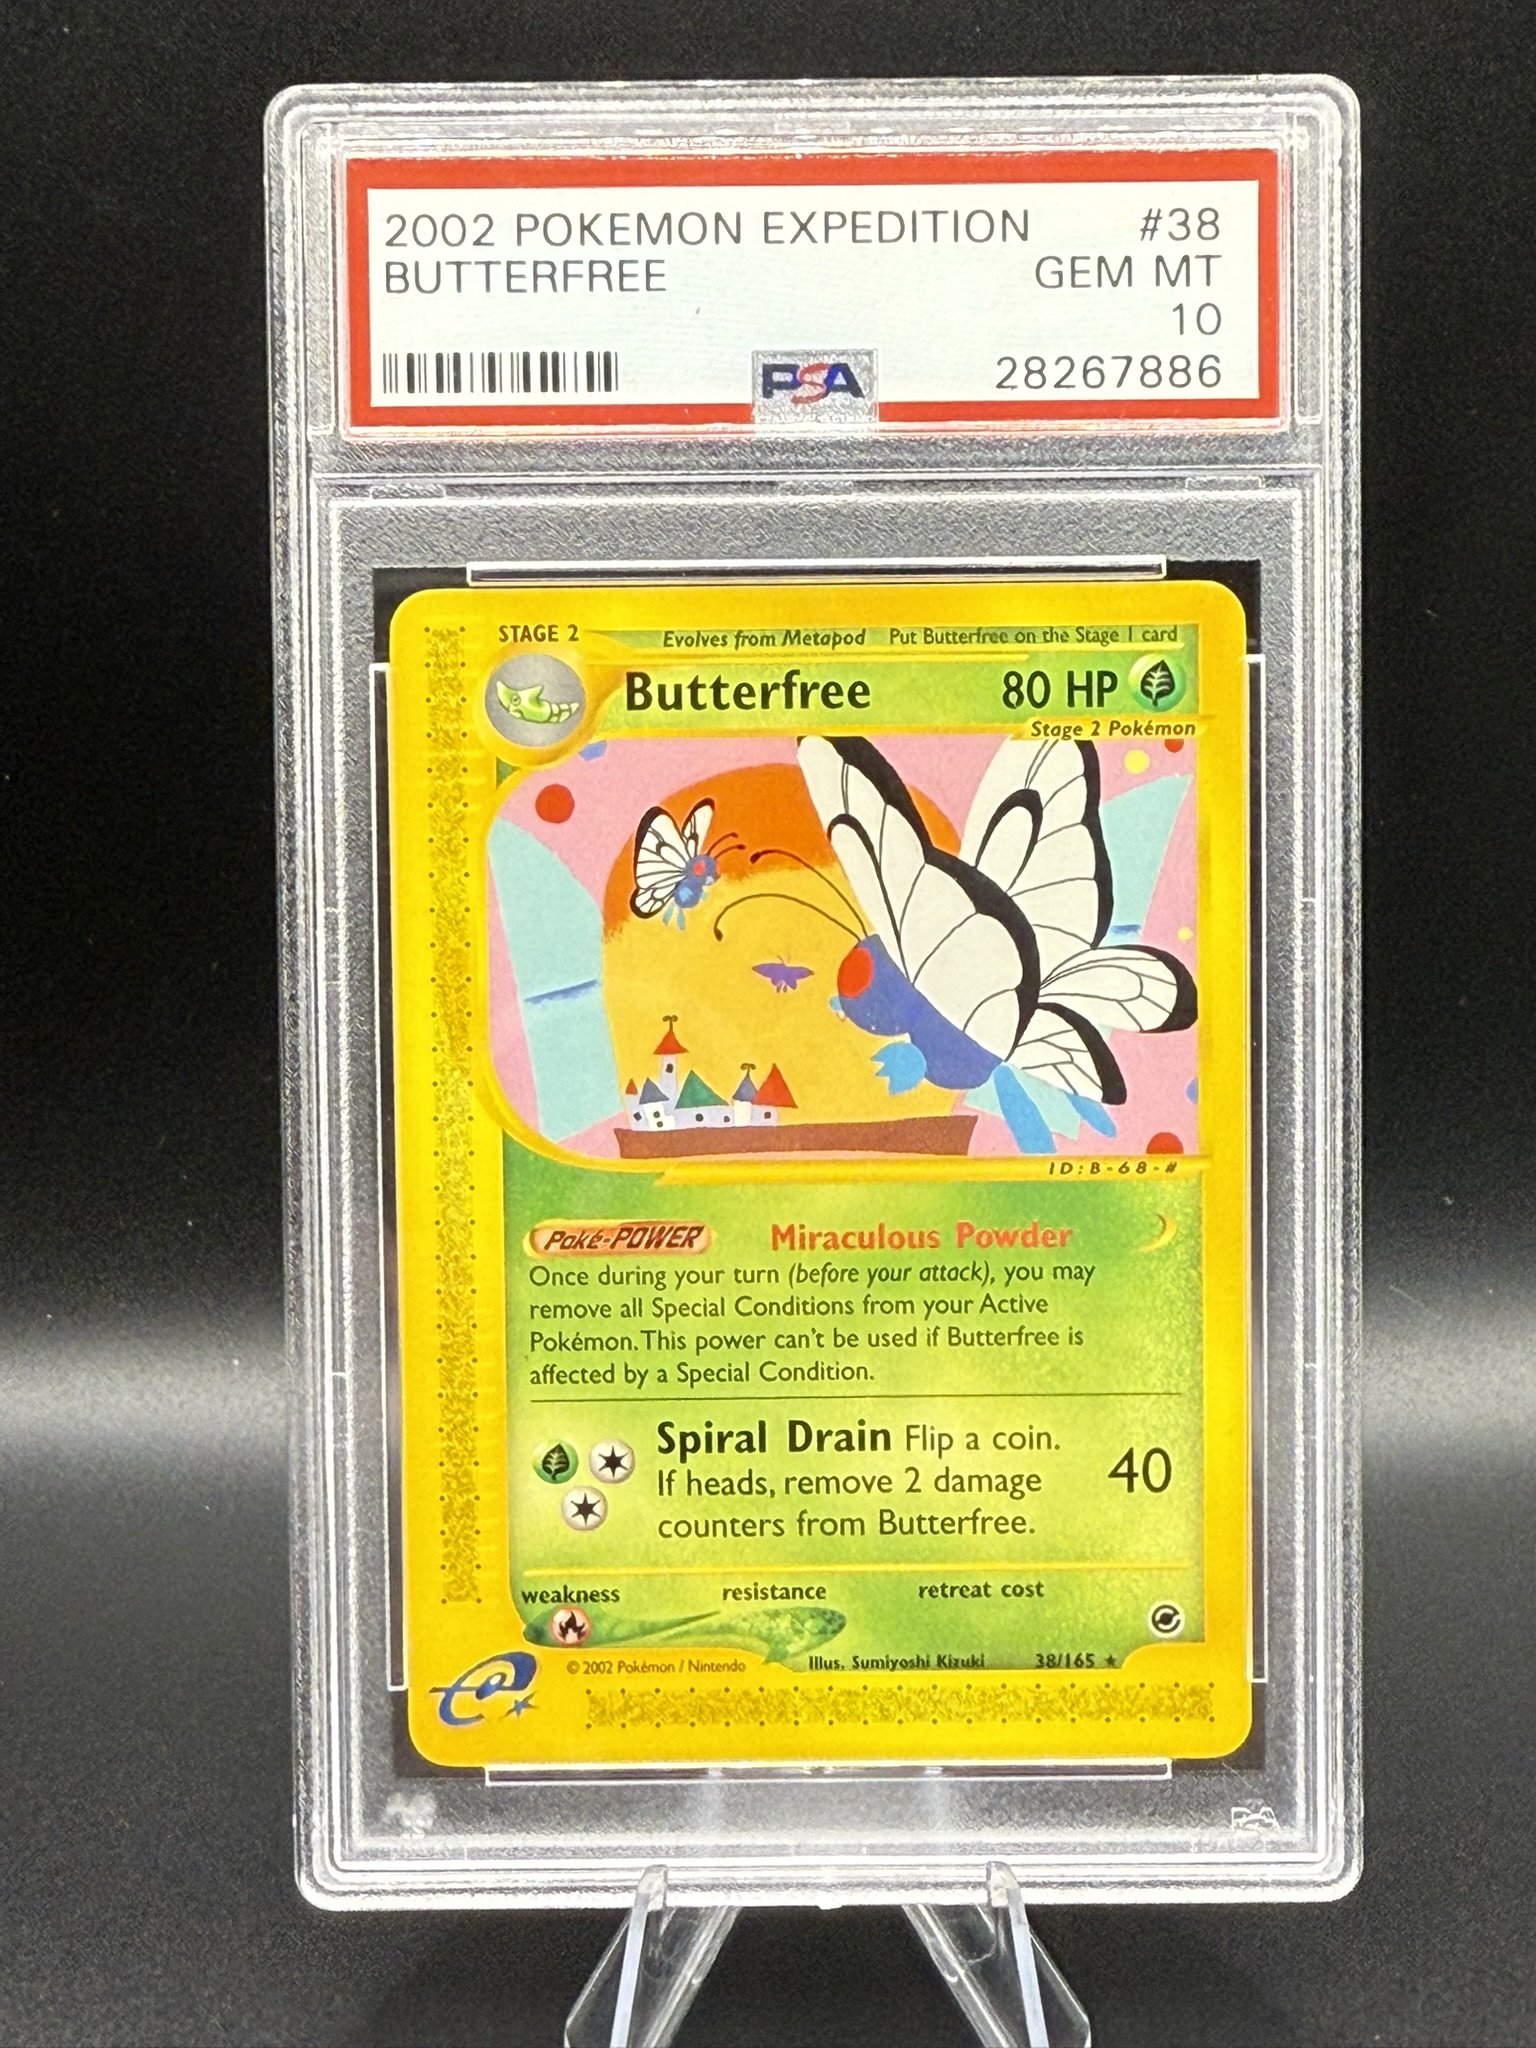 2002 POKEMON EXPEDITION #38
BUTTERFREE GEM MT
10
PSA 28267886
STAGE 2 Evolves from Metapod Put Butterfree on the Stage 1 card
Butterfree 80 HP
Stage 2 Pokémon
ID:B-68-#
Poké-POWER Miraculous Powder
Once during your turn (before your attack), you may
remove all Special Conditions from your Active
Pokémon. This power can't be used if Butterfree is
affected by a Special Condition.
Spiral Drain Flip a coin.
If heads, remove 2 damage 40
counters from Butterfree.
weakness resistance retreat cost
© 2002 Pokémon / Nintendo Illus. Sumiyoshi Kizuki 38/165 ★
e